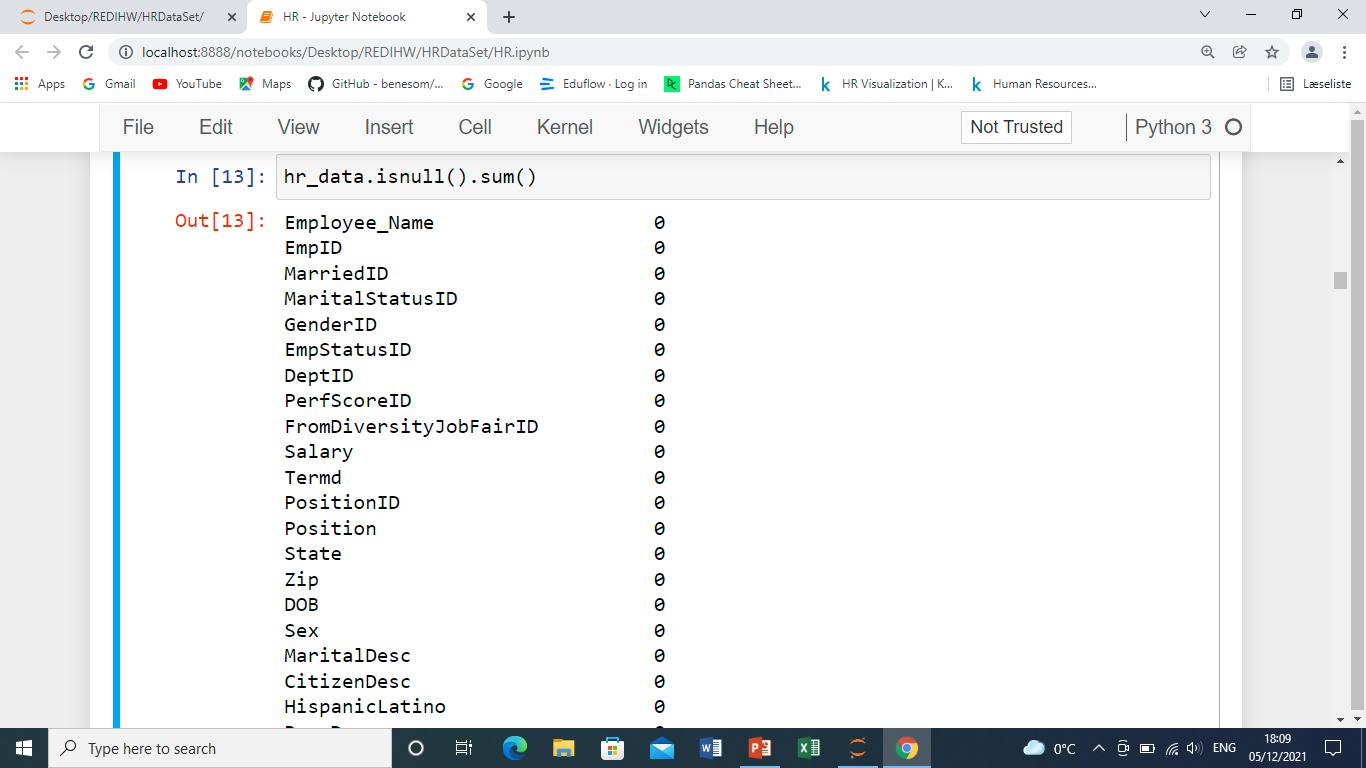 Desktop/REDIHW/HRDataSet/
HR - Jupyter Notebook
localhost:8888/notebooks/Desktop/REDIHW/HRDataSet/HR.ipynb
Apps Gmail YouTube Maps GitHub - benesom/... Google Eduflow · Log in Pandas Cheat Sheet... HR Visualization | K... Human Resources... Læseliste
File Edit View Insert Cell Kernel Widgets Help Not Trusted Python 3
In [13]: hr_data.isnull().sum()
Out[13]: Employee_Name 0
EmpID 0
MarriedID 0
MaritalStatusID 0
GenderID 0
EmpStatusID 0
DeptID 0
PerfScoreID 0
FromDiversityJobFairID 0
Salary 0
Termd 0
PositionID 0
Position 0
State 0
Zip 0
DOB 0
Sex 0
MaritalDesc 0
CitizenDesc 0
HispanicLatino 0
Type here to search
0°C
ENG
18:09
05/12/2021